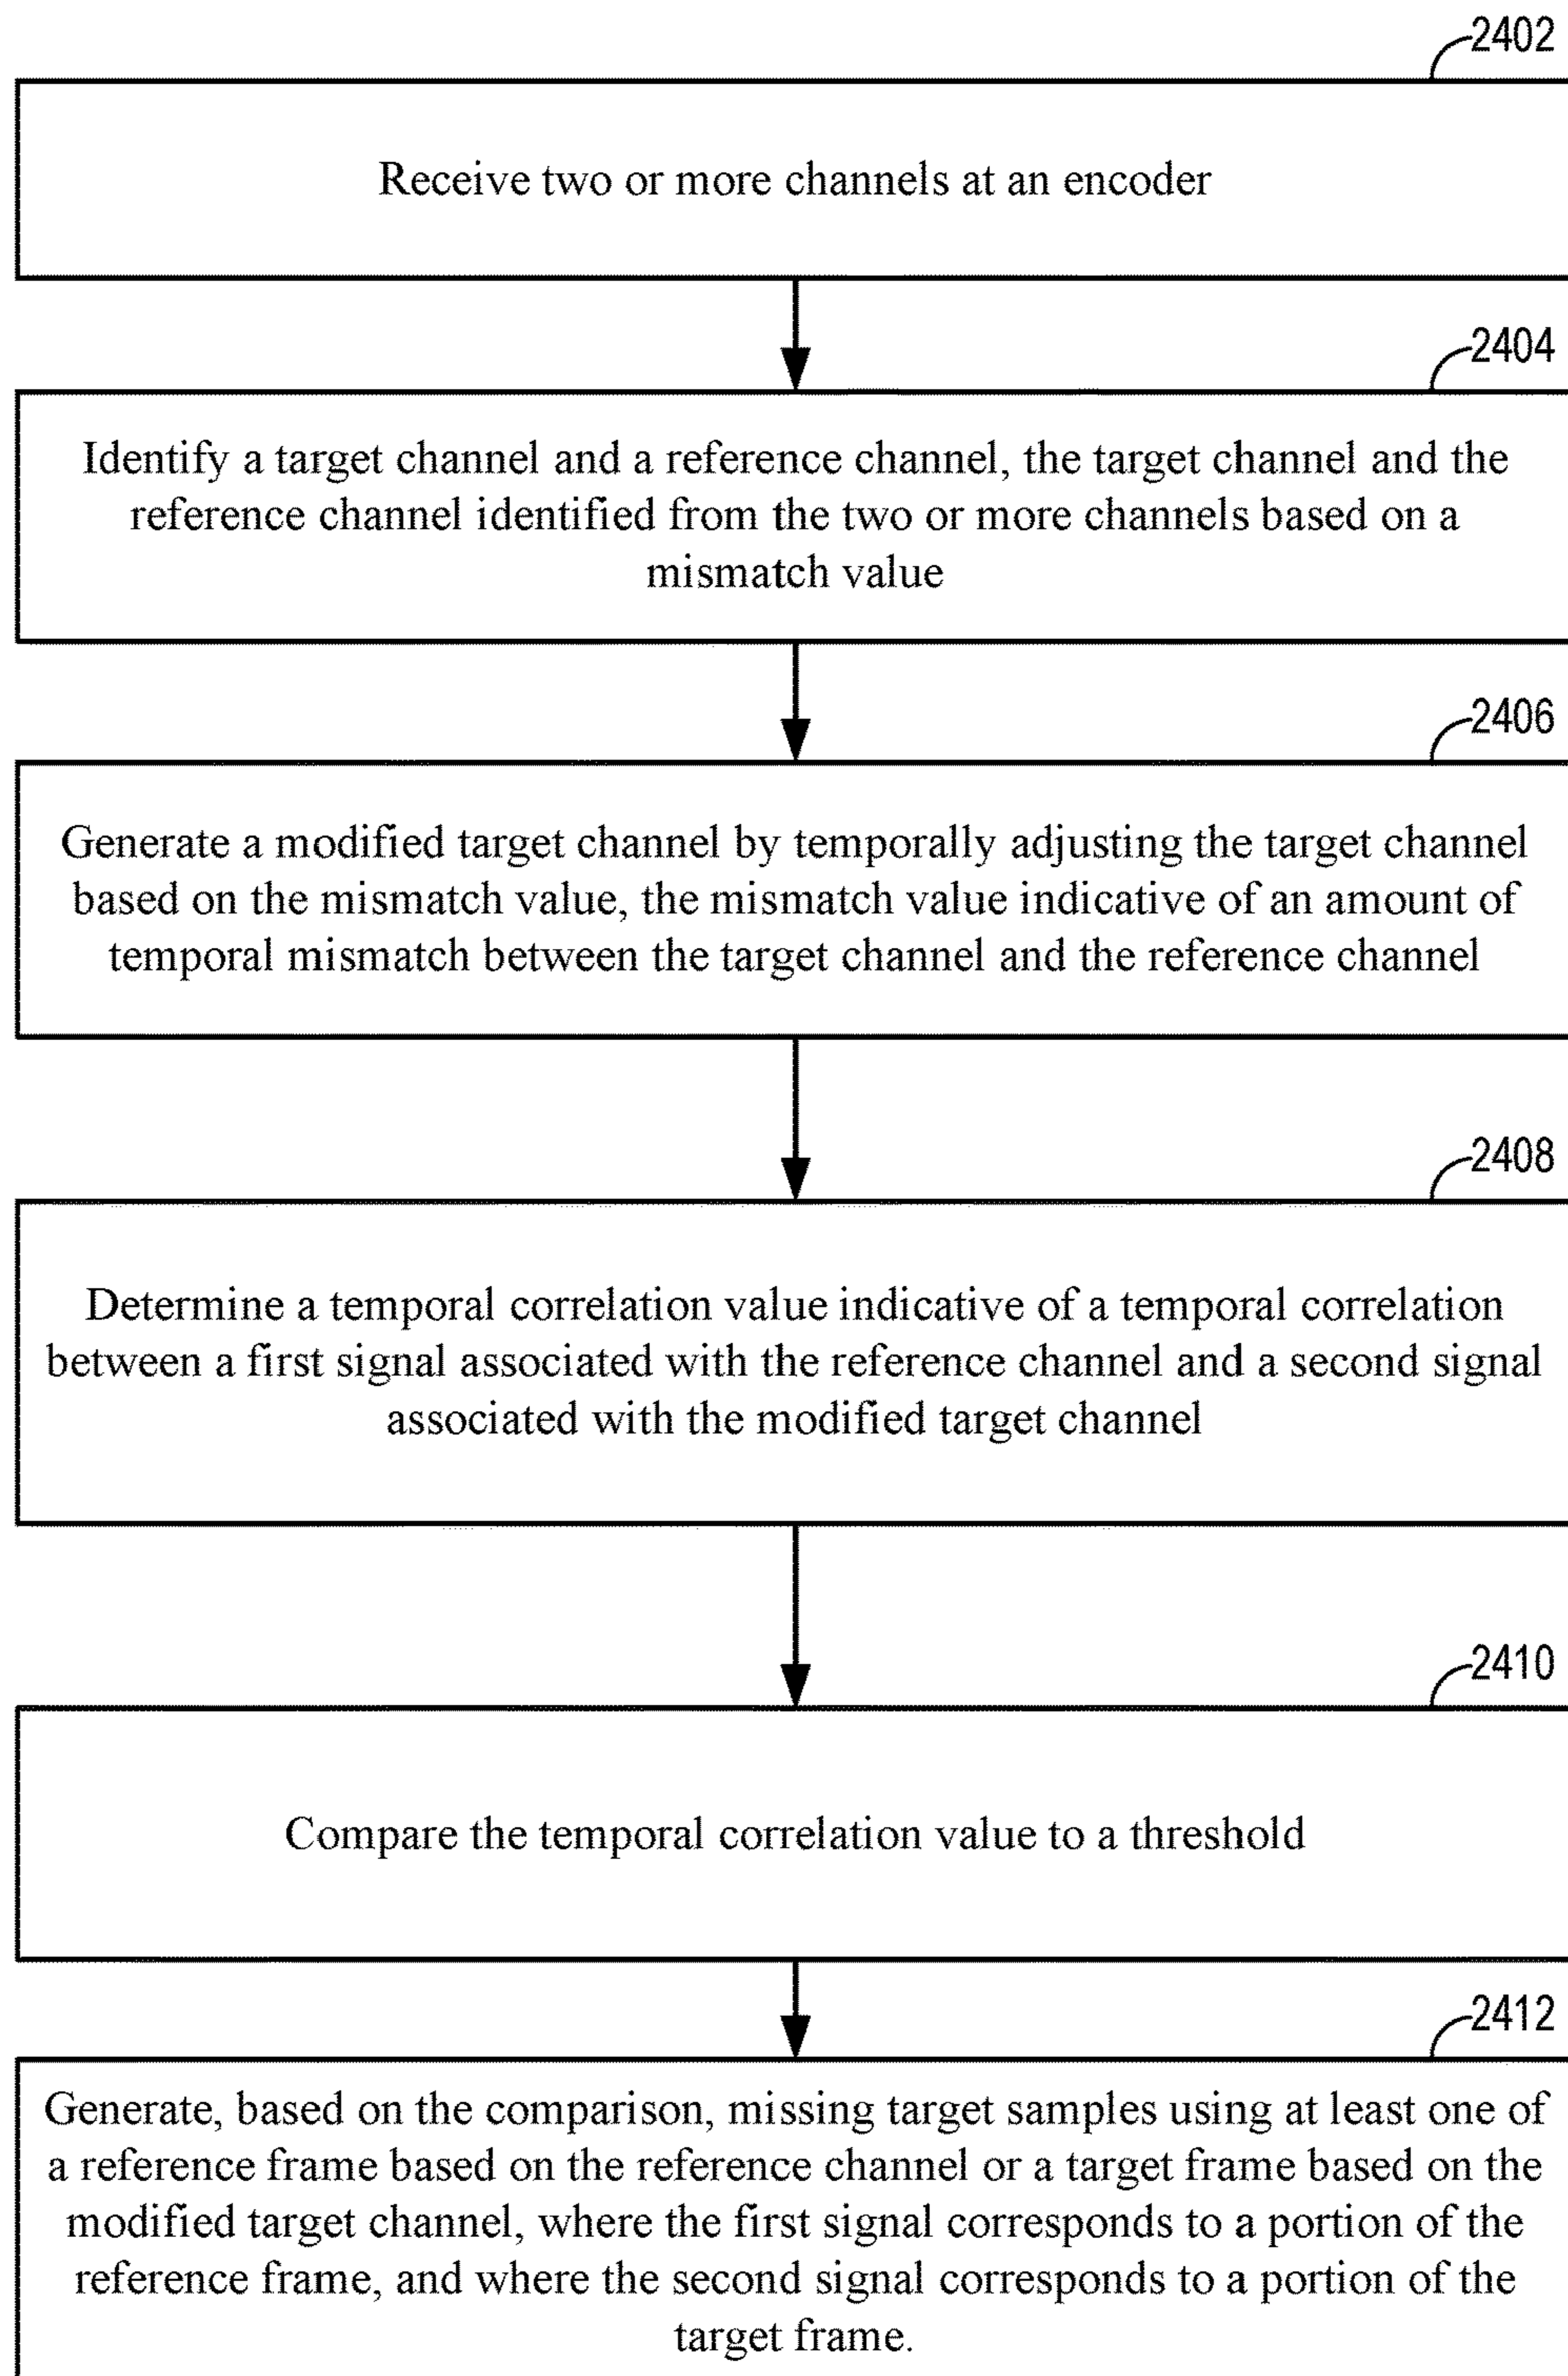 2402
Receive two or more channels at an encoder
2404
Identify a target channel and a reference channel, the target channel and the
reference channel identified from the two or more channels based on a
mismatch value
2406
Generate a modified target channel by temporally adjusting the target channel
based on the mismatch value, the mismatch value indicative of an amount of
temporal mismatch between the target channel and the reference channel
2408
Determine a temporal correlation value indicative of a temporal correlation
between a first signal associated with the reference channel and a second signal
associated with the modified target channel
2410
Compare the temporal correlation value to a threshold
2412
Generate, based on the comparison, missing target samples using at least one of
a reference frame based on the reference channel or a target frame based on the
modified target channel, where the first signal corresponds to a portion of the
reference frame, and where the second signal corresponds to a portion of the
target frame.